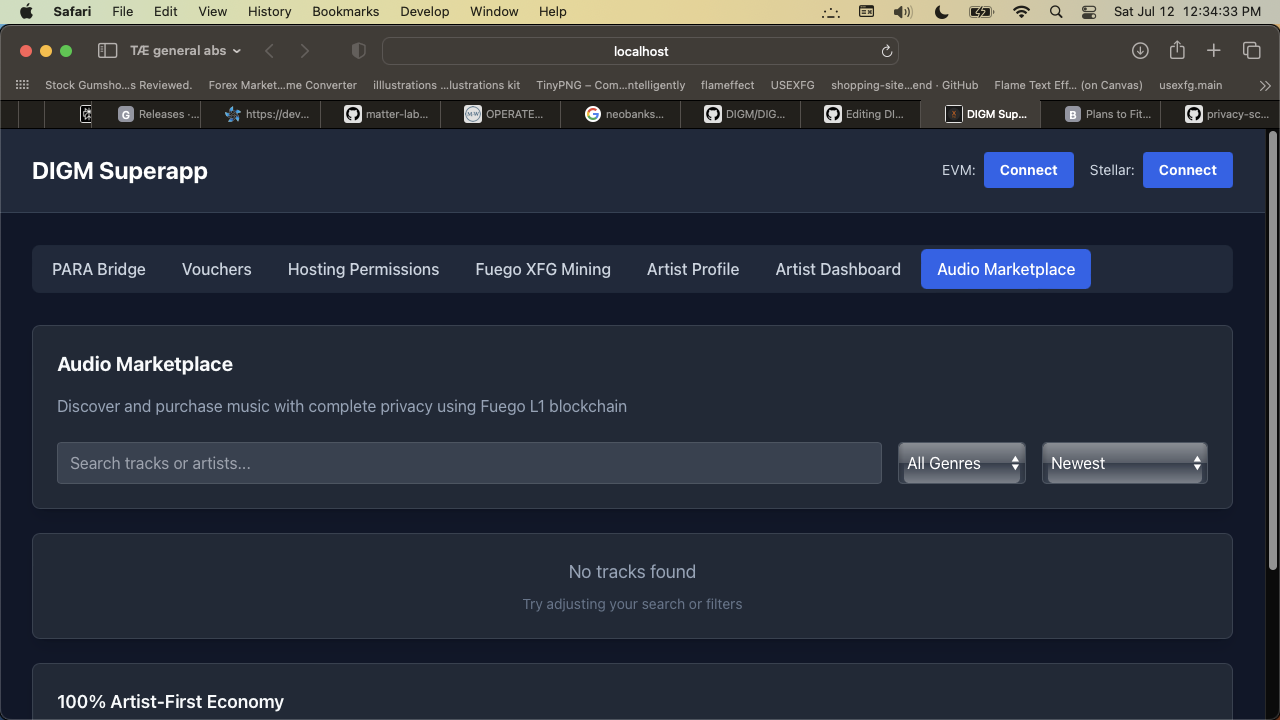 Safari File Edit View History Bookmarks Develop Window Help Sat Jul 12 12:34:33 PM
TÆ general abs localhost
Stock Gumsho...s Reviewed. Forex Market...me Converter illlustrations ...lustrations kit TinyPNG – Com...ntelligently flameffect USEXFG shopping-site...end · GitHub Flame Text Eff... (on Canvas) usexfg.main
Releases ·... https://dev... matter-lab... OPERATE... neobanks... DIGM/DIG... Editing DI... DIGM Sup... Plans to Fit... privacy-sc...
DIGM Superapp EVM: Connect Stellar: Connect
PARA Bridge Vouchers Hosting Permissions Fuego XFG Mining Artist Profile Artist Dashboard Audio Marketplace
Audio Marketplace
Discover and purchase music with complete privacy using Fuego L1 blockchain
Search tracks or artists... All Genres Newest
No tracks found
Try adjusting your search or filters
100% Artist-First Economy